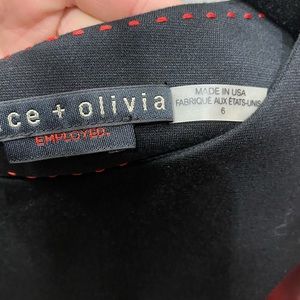 ce + olivia
EMPLOYED.
MADE IN USA
FABRIQUÉ AUX ÉTATS-UNIS
6